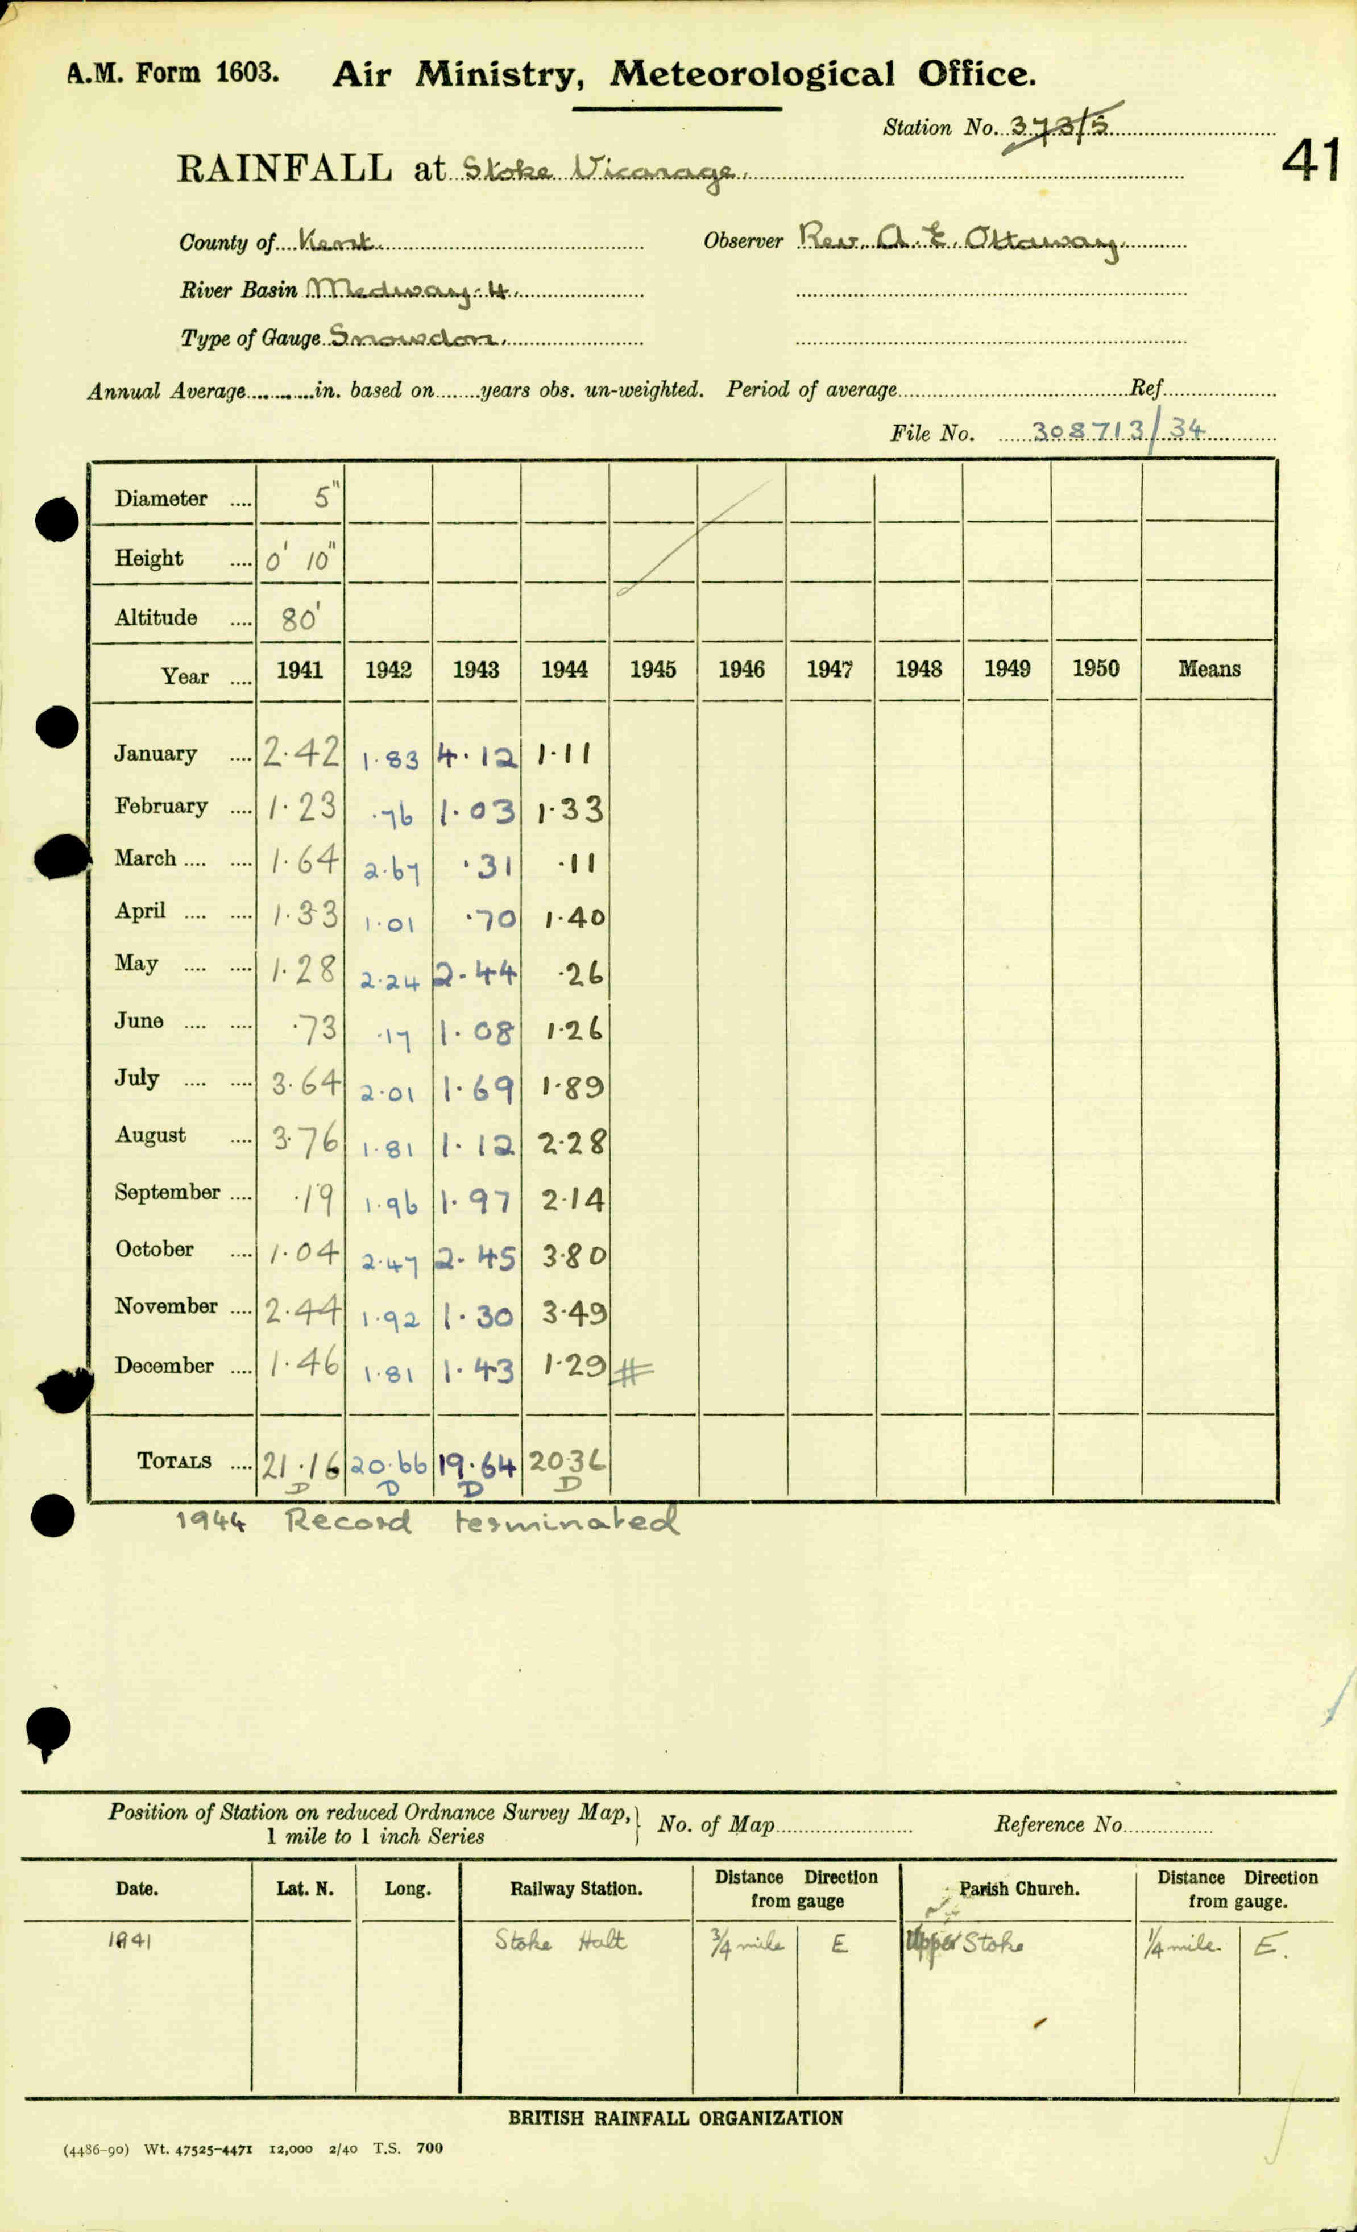 A.M. Form 1603. Air Ministry, Meteorological Office.
Station No. 373/5
41
RAINFALL at Stoke Vicarage.
County of Kent. Observer Rev. A. E. Ottaway.
River Basin Medway. 4.
Type of Gauge Snowdon.
Annual Average in. based on years obs. un-weighted. Period of average Ref.
File No. 308713/34
Diameter .... 5"
Height .... 0' 10"
Altitude .... 80'
Year .... 1941 1942 1943 1944 1945 1946 1947 1948 1949 1950 Means
January .... 2.42 1.83 4.12 1.11
February .... 1.23 .76 1.03 1.33
March .... .... 1.64 2.67 .31 .11
April .... .... 1.33 1.01 .70 1.40
May .... .... 1.28 2.24 2.44 .26
June .... .... .73 .17 1.08 1.26
July .... .... 3.64 2.01 1.69 1.89
August .... 3.76 1.81 1.12 2.28
September .... .19 1.96 1.97 2.14
October .... 1.04 2.47 2.45 3.80
November .... 2.44 1.92 1.30 3.49
December .... 1.46 1.81 1.43 1.29 #
TOTALS .... 21.16 20.66 19.64 20.36
D D D D
1944 Record terminated
Position of Station on reduced Ordnance Survey Map, 1 mile to 1 inch Series } No. of Map Reference No.
Date. Lat. N. Long. Railway Station. Distance Direction from gauge Parish Church. Distance Direction from gauge.
1941 Stoke Halt 3/4 mile E Upper Stoke 1/4 mile E.
BRITISH RAINFALL ORGANIZATION
(4486-90) Wt. 47525-4471 12,000 2/40 T.S. 700